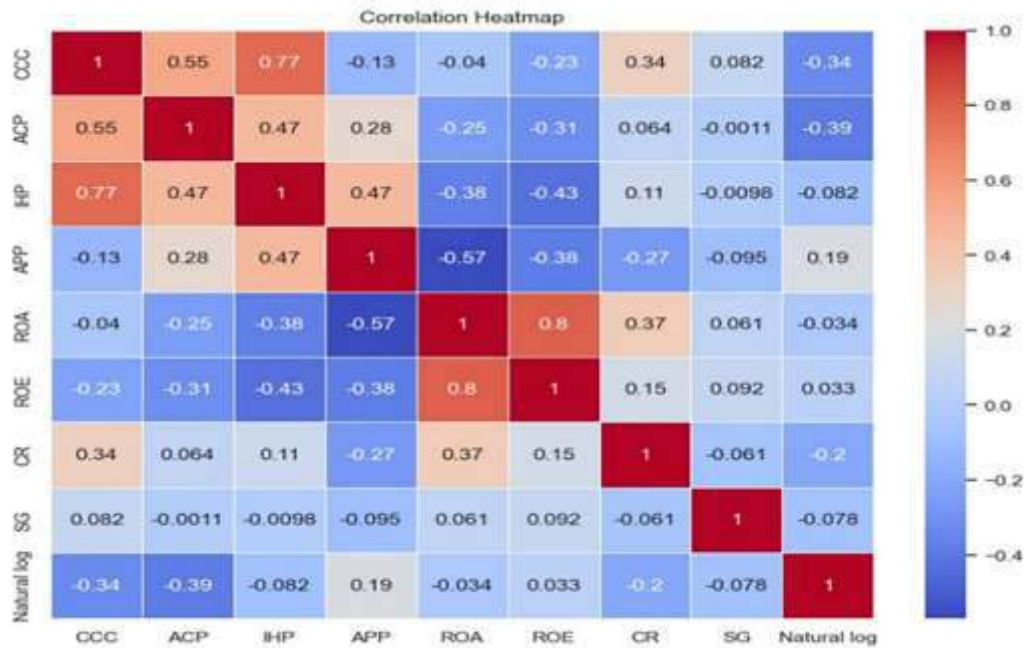 Correlation Heatmap
CCC 1 0.55 0.77 -0.13 -0.04 -0.23 0.34 0.082 -0.34
ACP 0.55 1 0.47 0.28 -0.25 -0.31 0.064 -0.0011 -0.39
IHP 0.77 0.47 1 0.47 -0.38 -0.43 0.11 -0.0098 -0.082
APP -0.13 0.28 0.47 1 -0.57 -0.38 -0.27 -0.095 0.19
ROA -0.04 -0.25 -0.38 -0.57 1 0.8 0.37 0.061 -0.034
ROE -0.23 -0.31 -0.43 -0.38 0.8 1 0.15 0.092 0.033
CR 0.34 0.064 0.11 -0.27 0.37 0.15 1 -0.061 -0.2
SG 0.082 -0.0011 -0.0098 -0.095 0.061 0.092 -0.061 1 -0.078
Natural log -0.34 -0.39 -0.082 0.19 -0.034 0.033 -0.2 -0.078 1
CCC ACP IHP APP ROA ROE CR SG Natural log
1.0
0.8
0.6
0.4
0.2
0.0
−0.2
−0.4